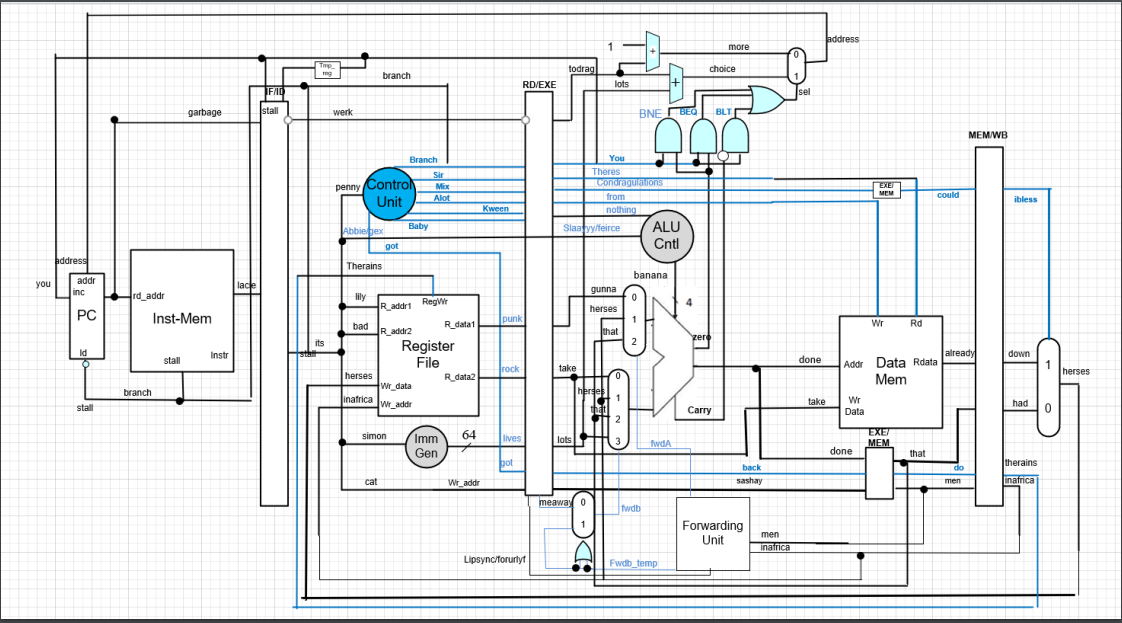 address
1
+
more
0
1
choice
todrag
lots
+
sel
Tmp_
reg
branch
IF/ID
stall
RD/EXE
garbage
werk
BNE
BEQ
BLT
MEM/WB
Branch
Sir
Mix
Alot
Kween
Baby
Control
Unit
penny
Abbie/gex
got
You
Theres
Condragulations
from
nothing
Slaayyy/feirce
EXE/
MEM
could
ibless
ALU
Cntl
banana
4
address
you
addr
inc
PC
ld
rd_addr
Inst-Mem
stall
Instr
lacie
branch
stall
its
stall
Therains
lily
bad
herses
inafrica
R_addr1
R_addr2
Wr_data
Wr_addr
RegWr
Register
File
R_data1
R_data2
punk
rock
gunna
herses
that
0
1
2
zero
Carry
take
herses
that
0
1
2
3
Wr
Rd
Addr
Data
Mem
Rdata
Wr
Data
done
take
already
down
had
1
0
herses
simon
Imm
Gen
64
lives
lots
got
cat
Wr_addr
fwdA
done
EXE/
MEM
that
back
sashay
do
men
therains
inafrica
meaway
0
1
fwdb
Forwarding
Unit
men
inafrica
Lipsync/forurlyf
Fwdb_temp